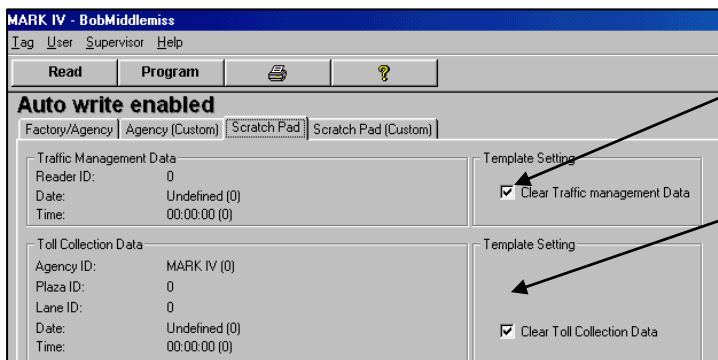 MARK IV - BobMiddlemiss
Tag User Supervisor Help
Read Program
Auto write enabled
Factory/Agency Agency (Custom) Scratch Pad Scratch Pad (Custom)
Traffic Management Data
Reader ID: 0
Date: Undefined (0)
Time: 00:00:00 (0)
Template Setting
Clear Traffic management Data
Toll Collection Data
Agency ID: MARK IV (0)
Plaza ID: 0
Lane ID: 0
Date: Undefined (0)
Time: 00:00:00 (0)
Template Setting
Clear Toll Collection Data